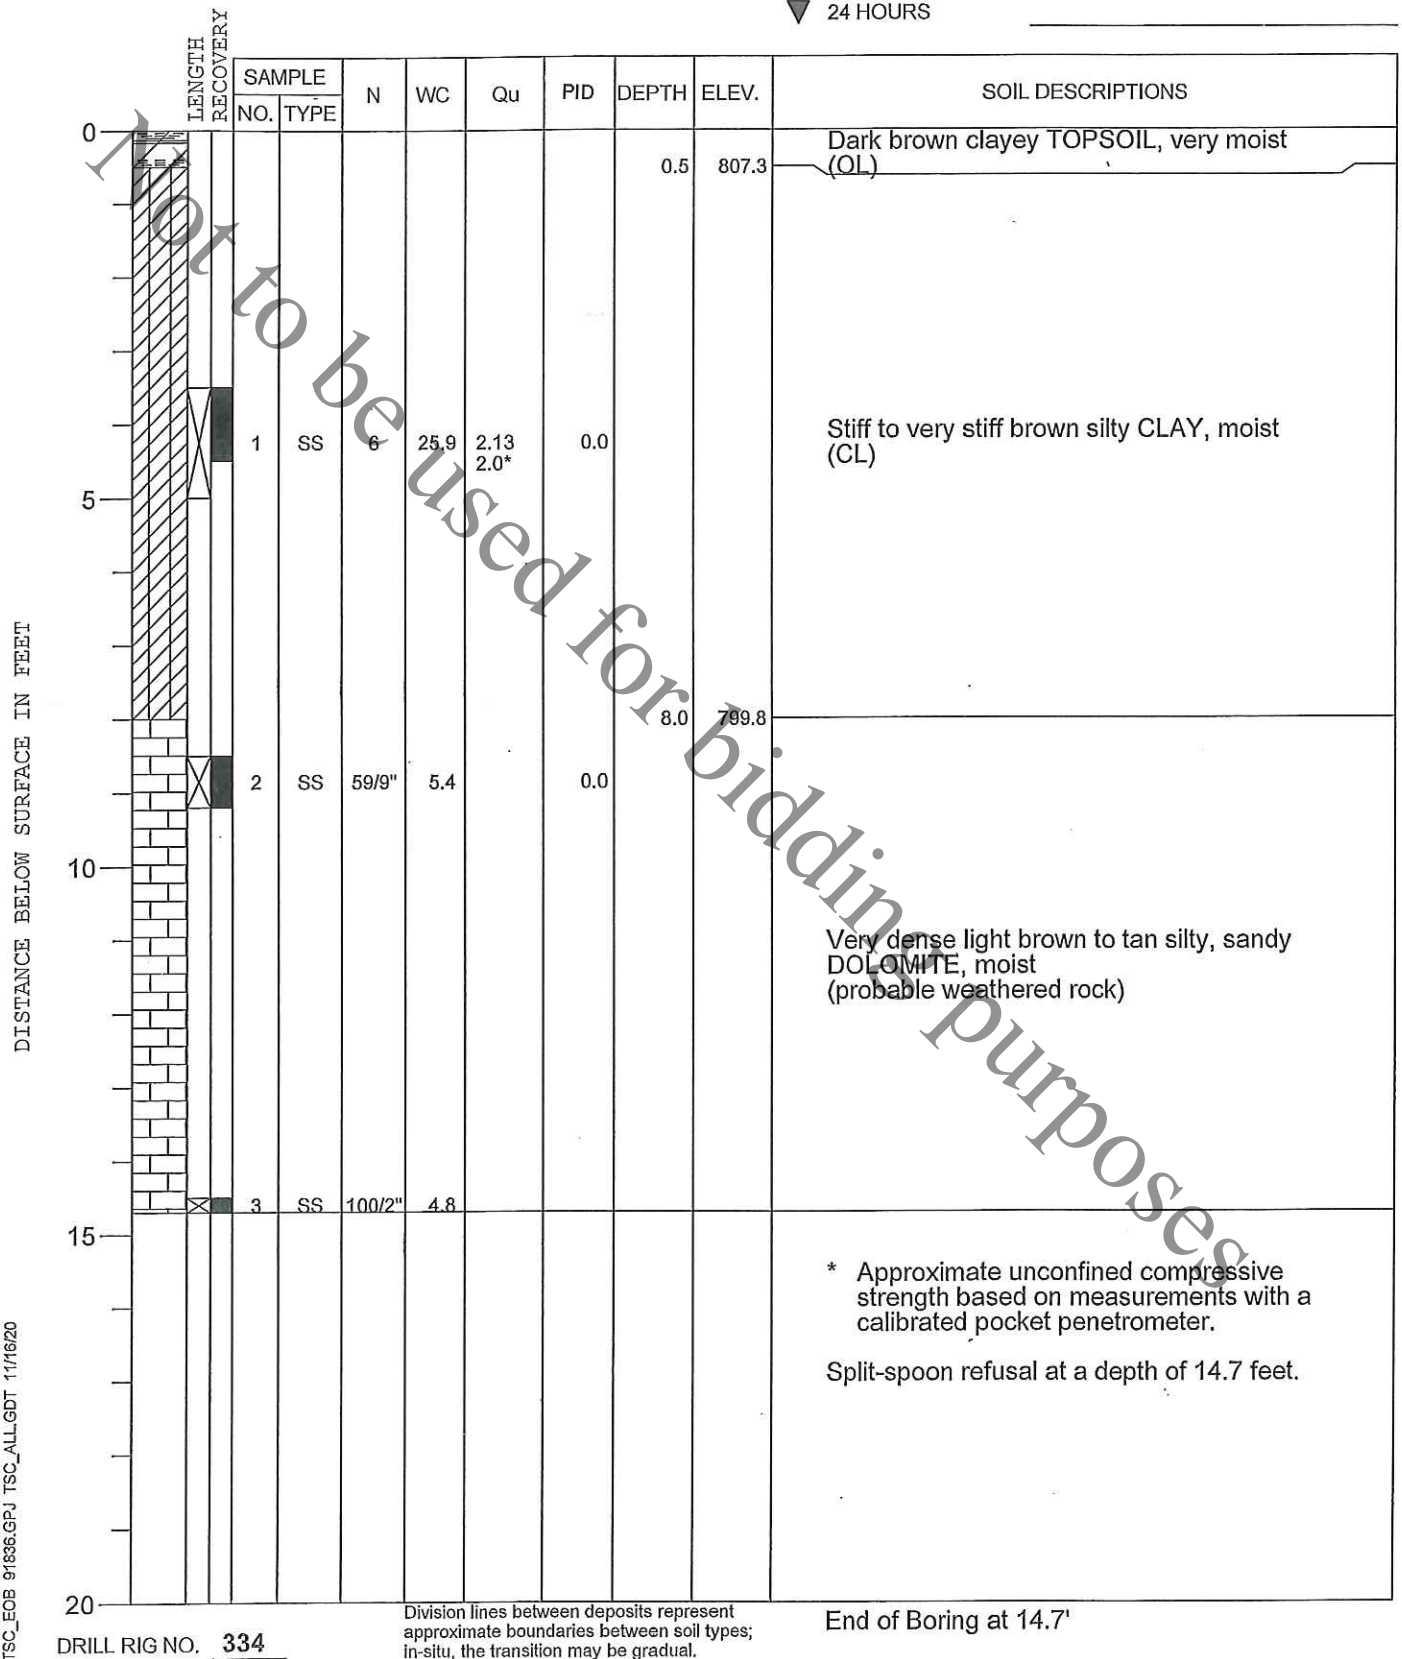 24 HOURS
LENGTH
RECOVERY
SAMPLE
NO. TYPE N WC Qu PID DEPTH ELEV. SOIL DESCRIPTIONS
0
Dark brown clayey TOPSOIL, very moist
0.5 807.3 (OL)
Stiff to very stiff brown silty CLAY, moist
1 SS 6 25.9 2.13 0.0
2.0* (CL)
5
8.0 799.8
2 SS 59/9" 5.4 0.0
10
Very dense light brown to tan silty, sandy
DOLOMITE, moist
(probable weathered rock)
3 SS 100/2" 4.8
15
* Approximate unconfined compressive
strength based on measurements with a
calibrated pocket penetrometer.
Split-spoon refusal at a depth of 14.7 feet.
20
Division lines between deposits represent
approximate boundaries between soil types;
in-situ, the transition may be gradual.
End of Boring at 14.7'
DRILL RIG NO. 334
DISTANCE BELOW SURFACE IN FEET
TSC_EOB 91836.GPJ TSC_ALL.GDT 11/16/20
Not to be used for bidding purposes